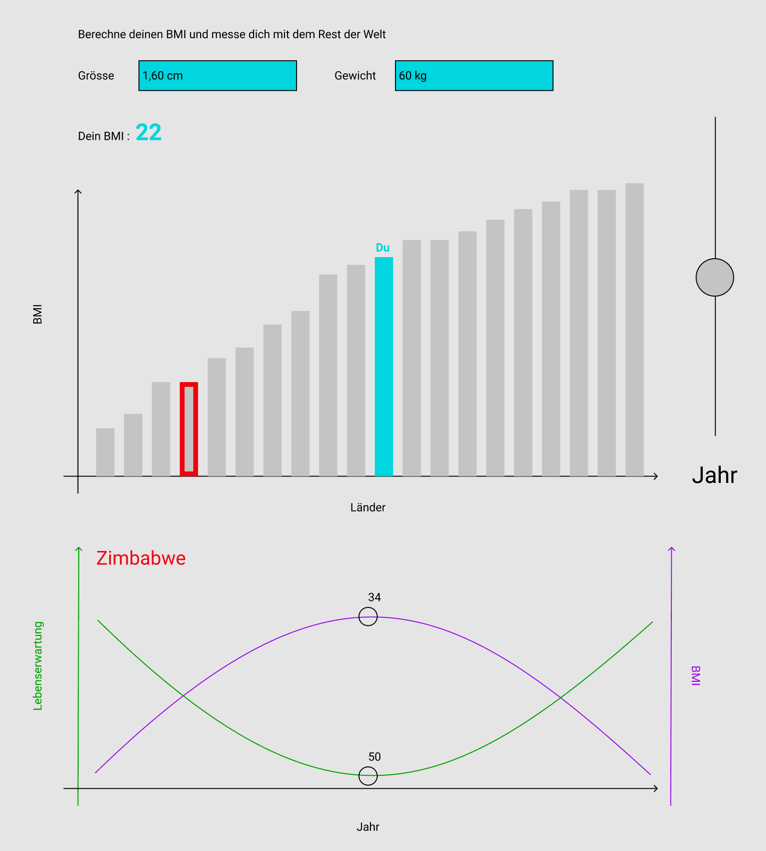 Berechne deinen BMI und messe dich mit dem Rest der Welt
Grösse 1,60 cm Gewicht 60 kg
Dein BMI : 22
Du
BMI
Jahr
Länder
Zimbabwe
34
Lebenserwartung
BMI
50
Jahr